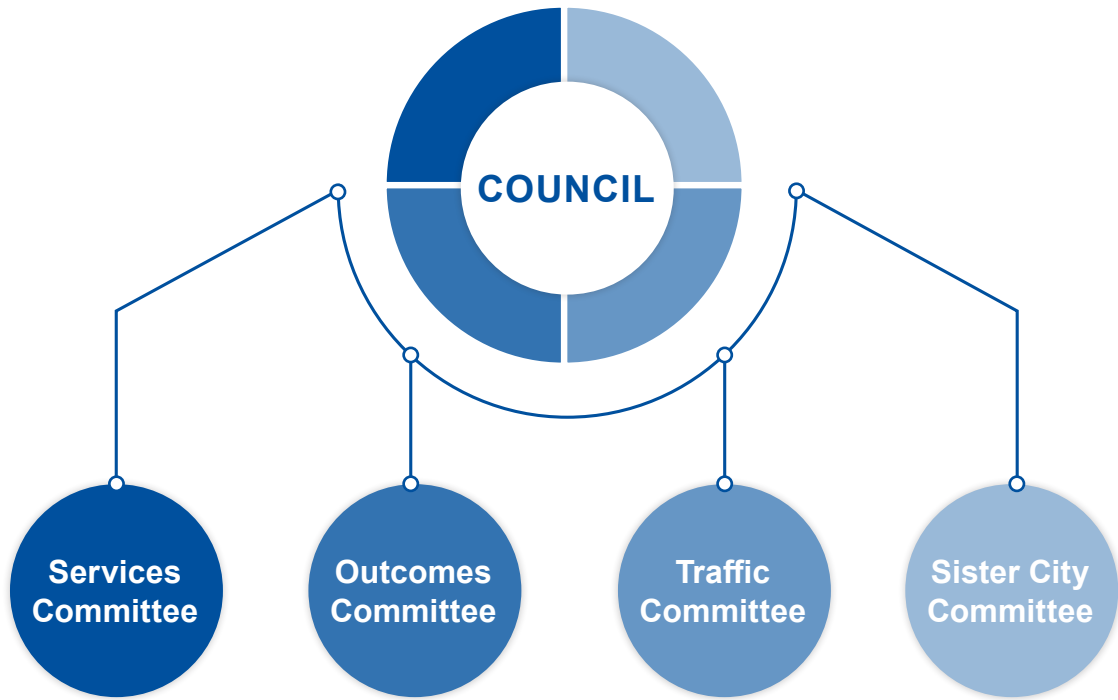 COUNCIL
Services
Committee
Outcomes
Committee
Traffic
Committee
Sister City
Committee